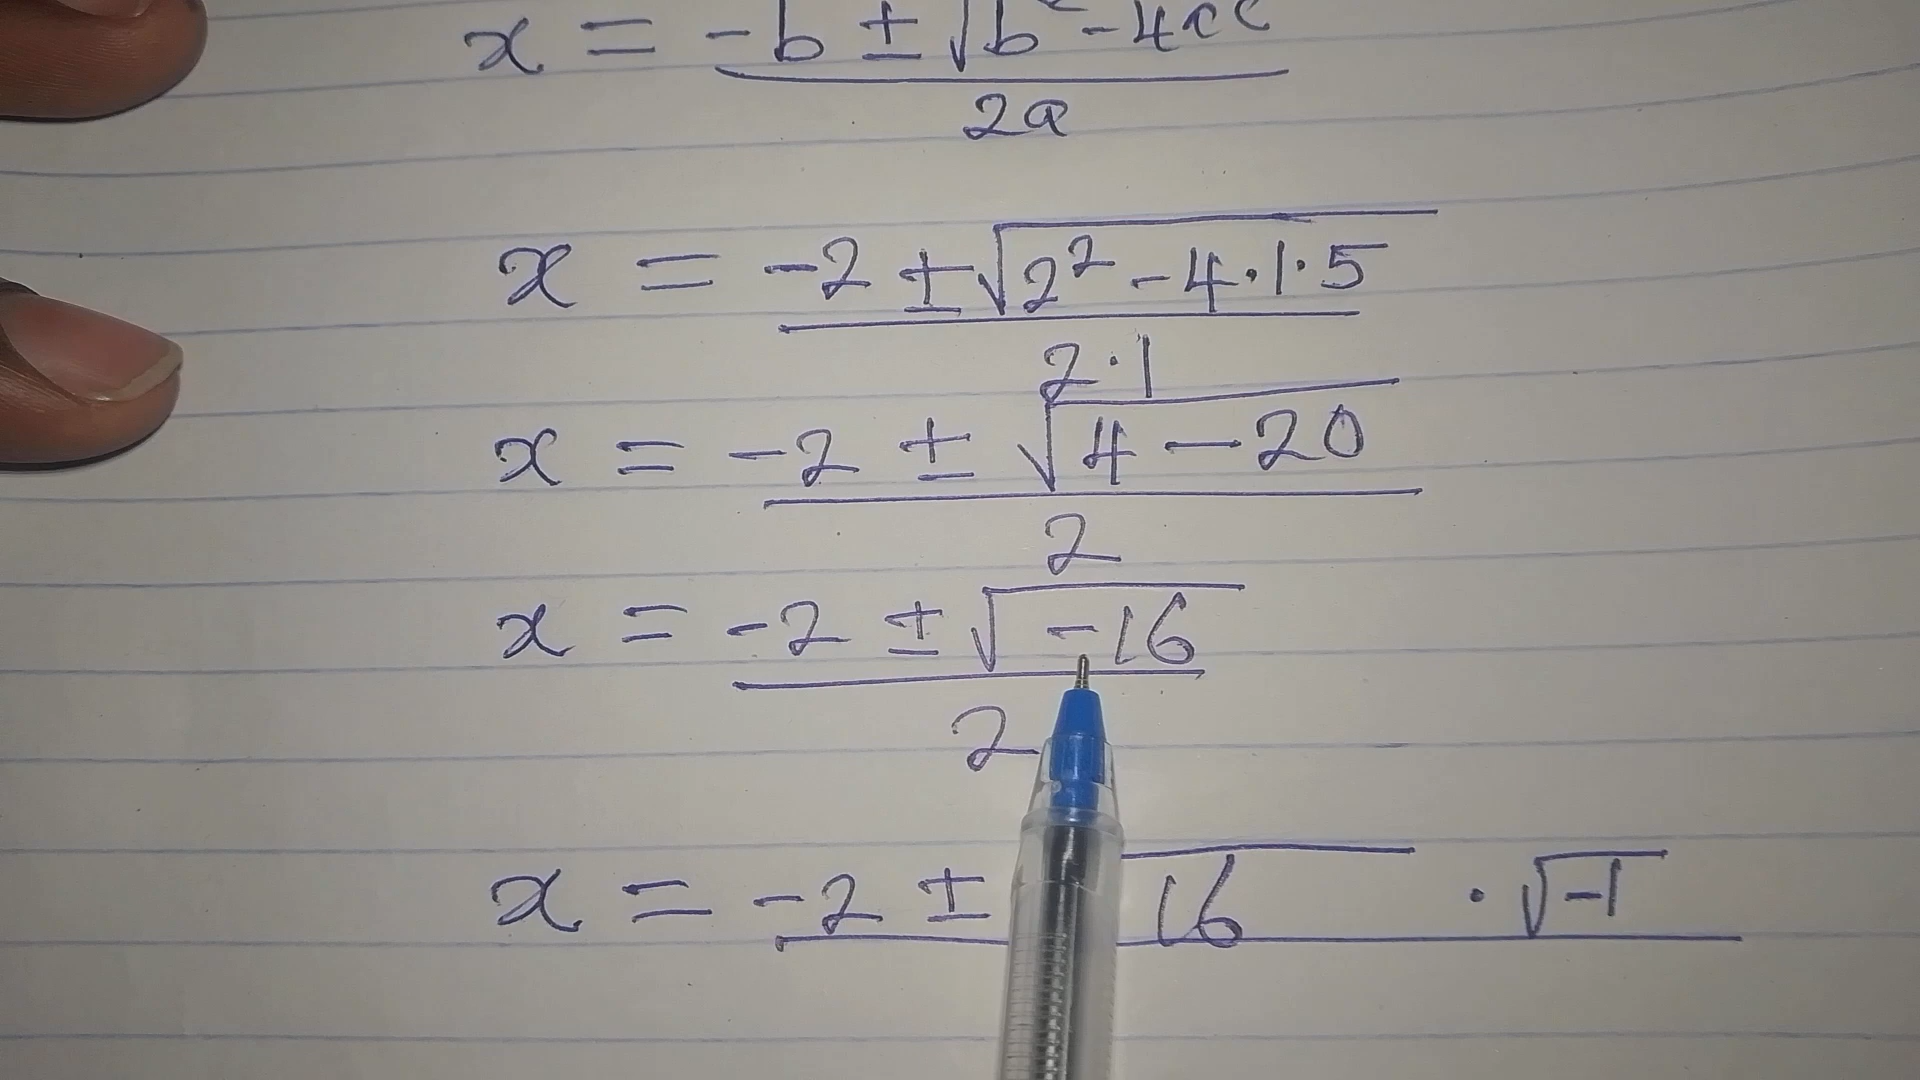 x = -b ± √b² - 4ac
2a
x = -2 ± √2² - 4·1·5
2·1
x = -2 ± √4 - 20
2
x = -2 ± √-16
2
x = -2 ± 16 · √-1